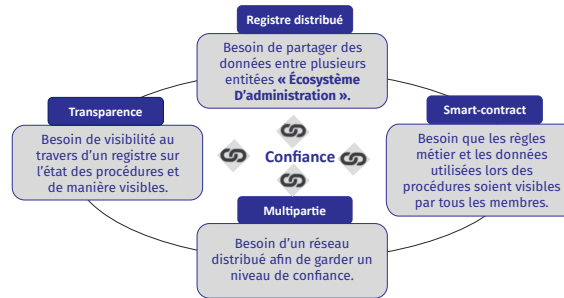 Registre distribué
Besoin de partager des
données entre plusieurs
entitées « Écosystème
D'administration ».
Transparence
Besoin de visibilité au
travers d'un registre sur
l'état des procédures et
de manière visibles.
Confiance
Smart-contract
Besoin que les règles
métier et les données
utilisées lors des
procédures soient visibles
par tous les membres.
Multipartie
Besoin d'un réseau
distribué afin de garder un
niveau de confiance.